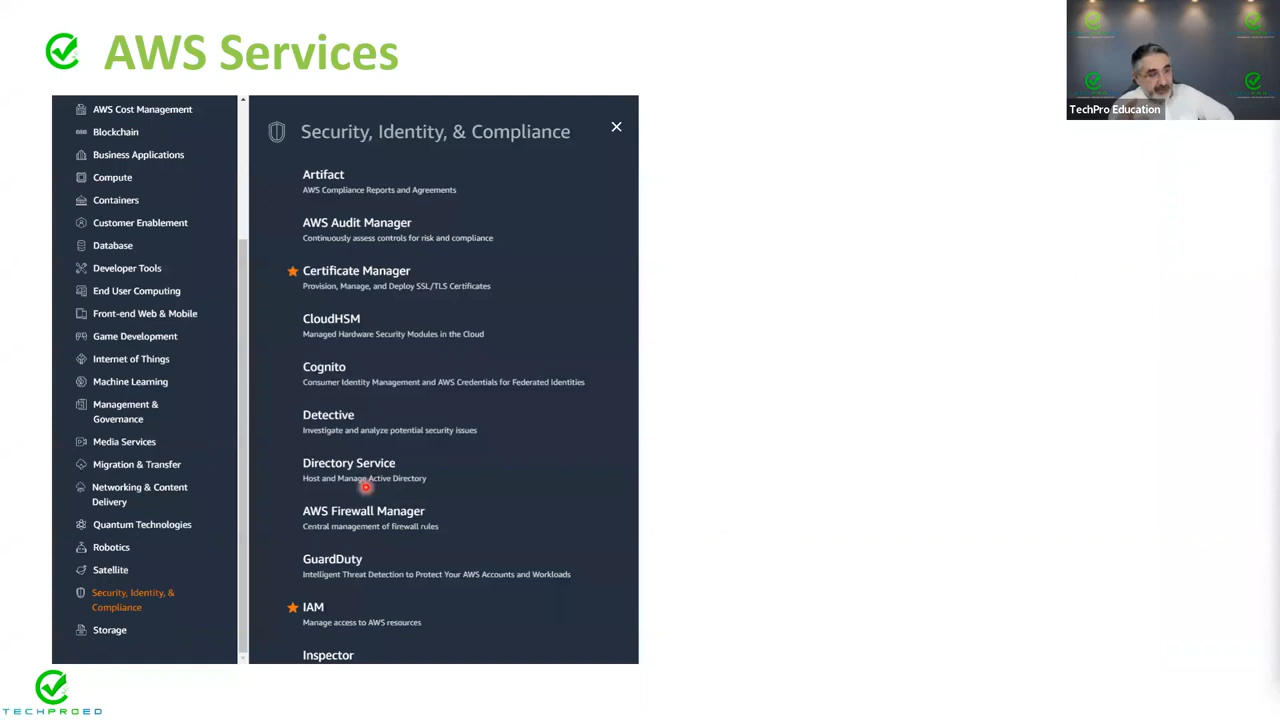 AWS Services
TechPro Education
AWS Cost Management
Blockchain
Business Applications
Compute
Containers
Customer Enablement
Database
Developer Tools
End User Computing
Front-end Web & Mobile
Game Development
Internet of Things
Machine Learning
Management &
Governance
Media Services
Migration & Transfer
Networking & Content
Delivery
Quantum Technologies
Robotics
Satellite
Security, Identity, &
Compliance
Storage
Security, Identity, & Compliance
Artifact
AWS Compliance Reports and Agreements
AWS Audit Manager
Continuously assess controls for risk and compliance
Certificate Manager
Provision, Manage, and Deploy SSL/TLS Certificates
CloudHSM
Managed Hardware Security Modules in the Cloud
Cognito
Consumer Identity Management and AWS Credentials for Federated Identities
Detective
Investigate and analyze potential security issues
Directory Service
Host and Manage Active Directory
AWS Firewall Manager
Central management of firewall rules
GuardDuty
Intelligent Threat Detection to Protect Your AWS Accounts and Workloads
IAM
Manage access to AWS resources
Inspector
TECHPROED